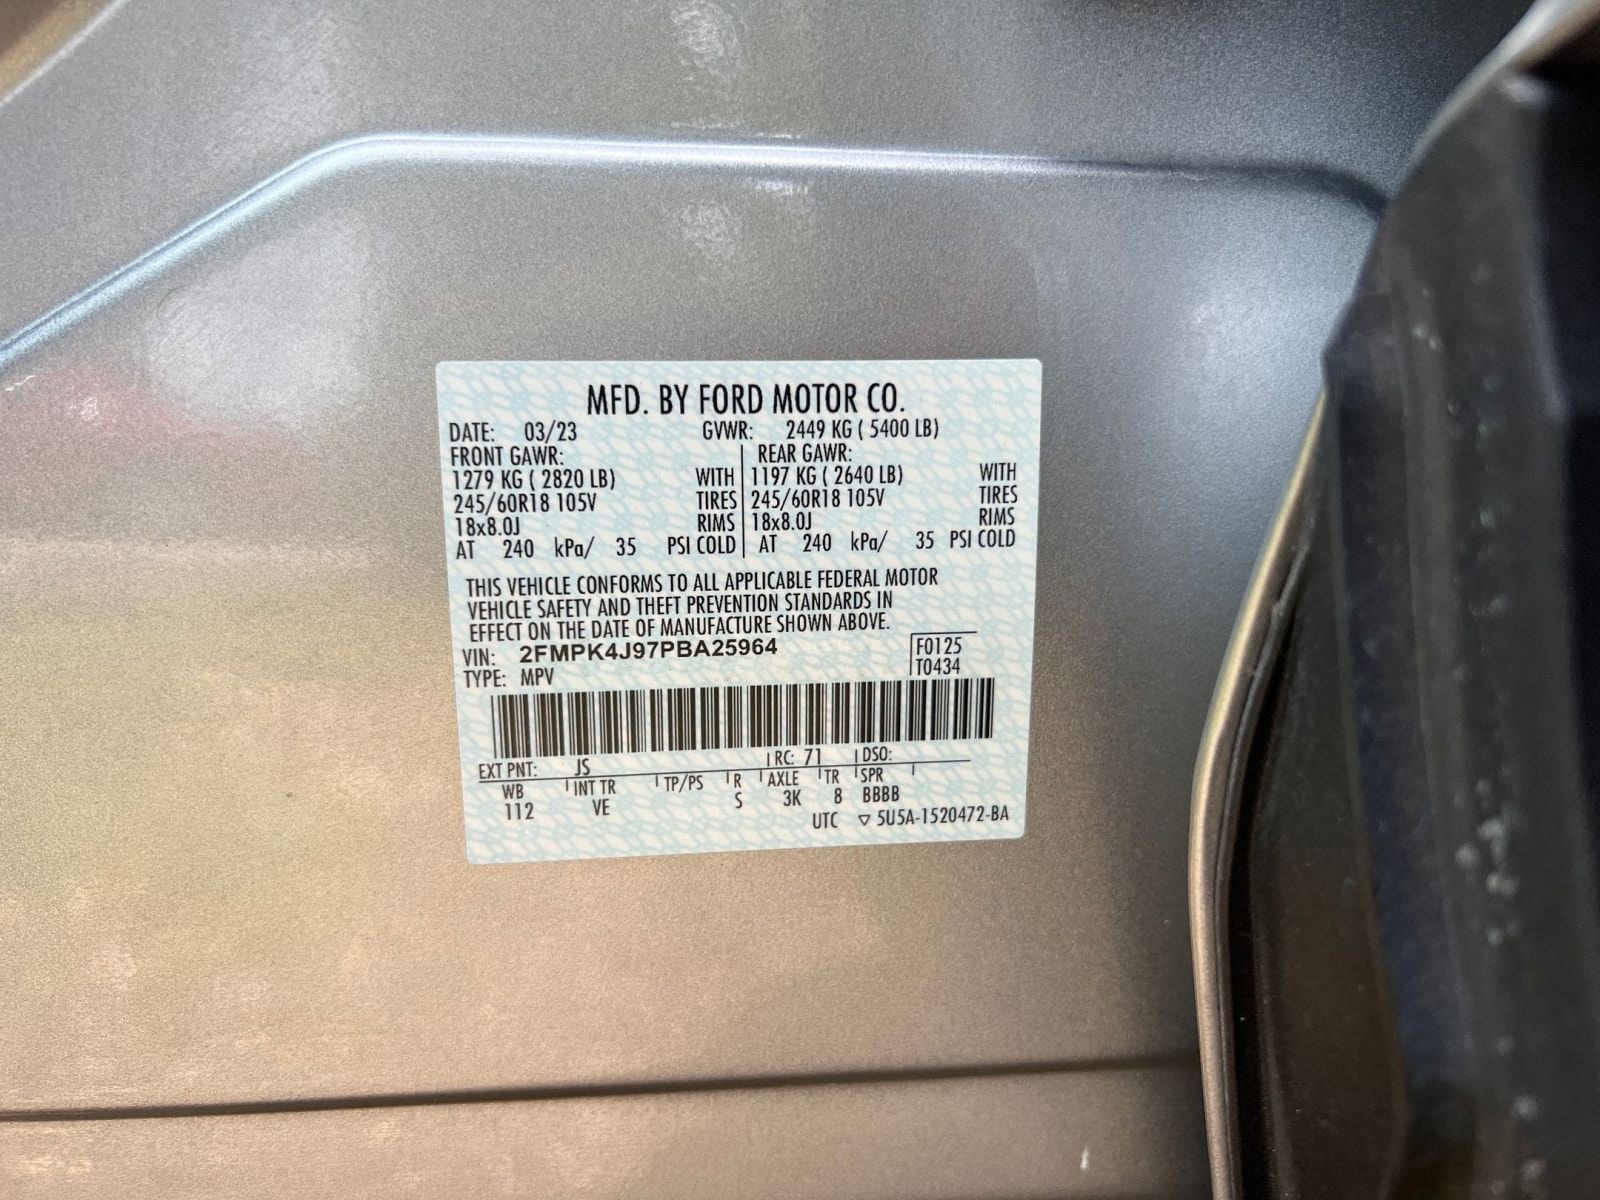 MFD. BY FORD MOTOR CO.
DATE: 03/23 GVWR: 2449 KG ( 5400 LB)
FRONT GAWR: REAR GAWR:
1279 KG ( 2820 LB) WITH 1197 KG ( 2640 LB) WITH
245/60R18 105V TIRES 245/60R18 105V TIRES
18x8.0J RIMS 18x8.0J RIMS
AT 240 kPa/ 35 PSI COLD AT 240 kPa/ 35 PSI COLD
THIS VEHICLE CONFORMS TO ALL APPLICABLE FEDERAL MOTOR
VEHICLE SAFETY AND THEFT PREVENTION STANDARDS IN
EFFECT ON THE DATE OF MANUFACTURE SHOWN ABOVE.
VIN: 2FMPK4J97PBA25964 F0125
TYPE: MPV T0434
EXT PNT: JS RC: 71 DSO:
WB INT TR TP/PS R AXLE TR SPR
112 VE S 3K 8 BBBB
UTC ▽ 5U5A-1520472-BA